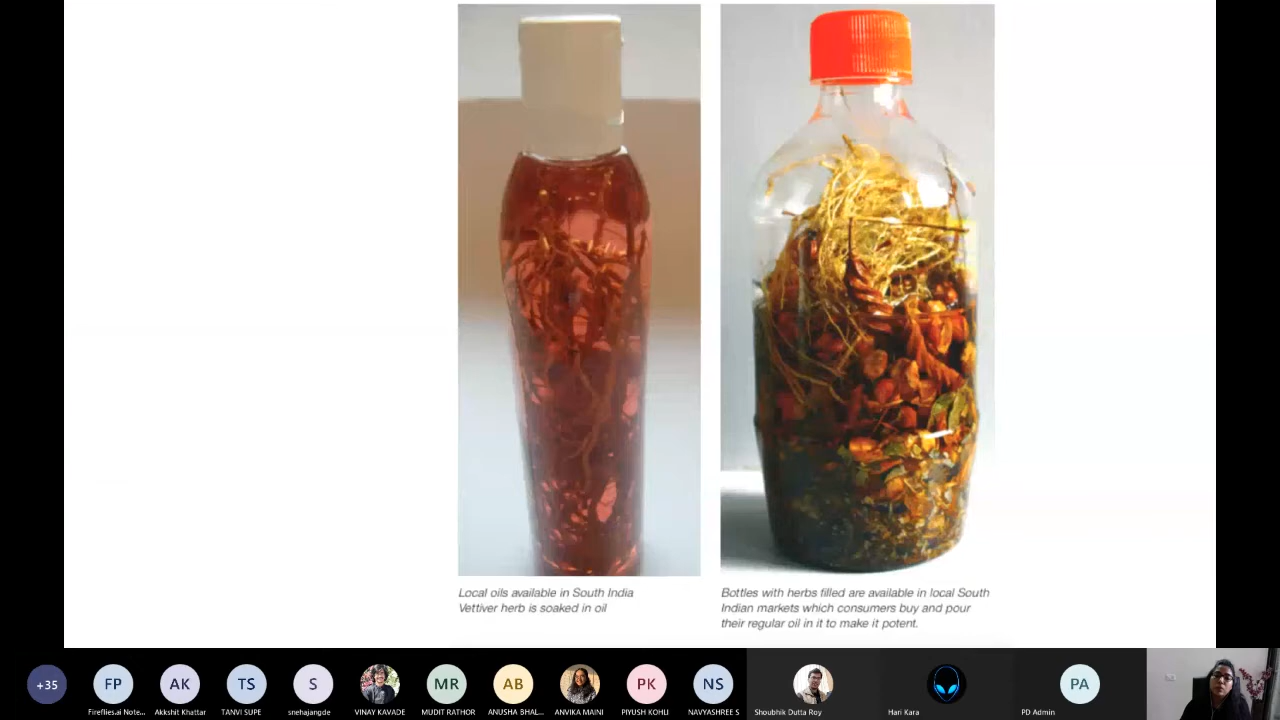 Local oils available in South India
Vettiver herb is soaked in oil
Bottles with herbs filled are available in local South
Indian markets which consumers buy and pour
their regular oil in it to make it potent.
+35
FP
AK
TS
S
MR
AB
PK
NS
PA
Fireflies.ai Note...
Akkshit Khattar
TANVI SUPE
snehajangde
VINAY KAVADE
MUDIT RATHOR
ANUSHA BHAL...
ANVIKA MAINI
PIYUSH KOHLI
NAVYASHREE S
Shoubhik Dutta Roy
Hari Kara
PD Admin